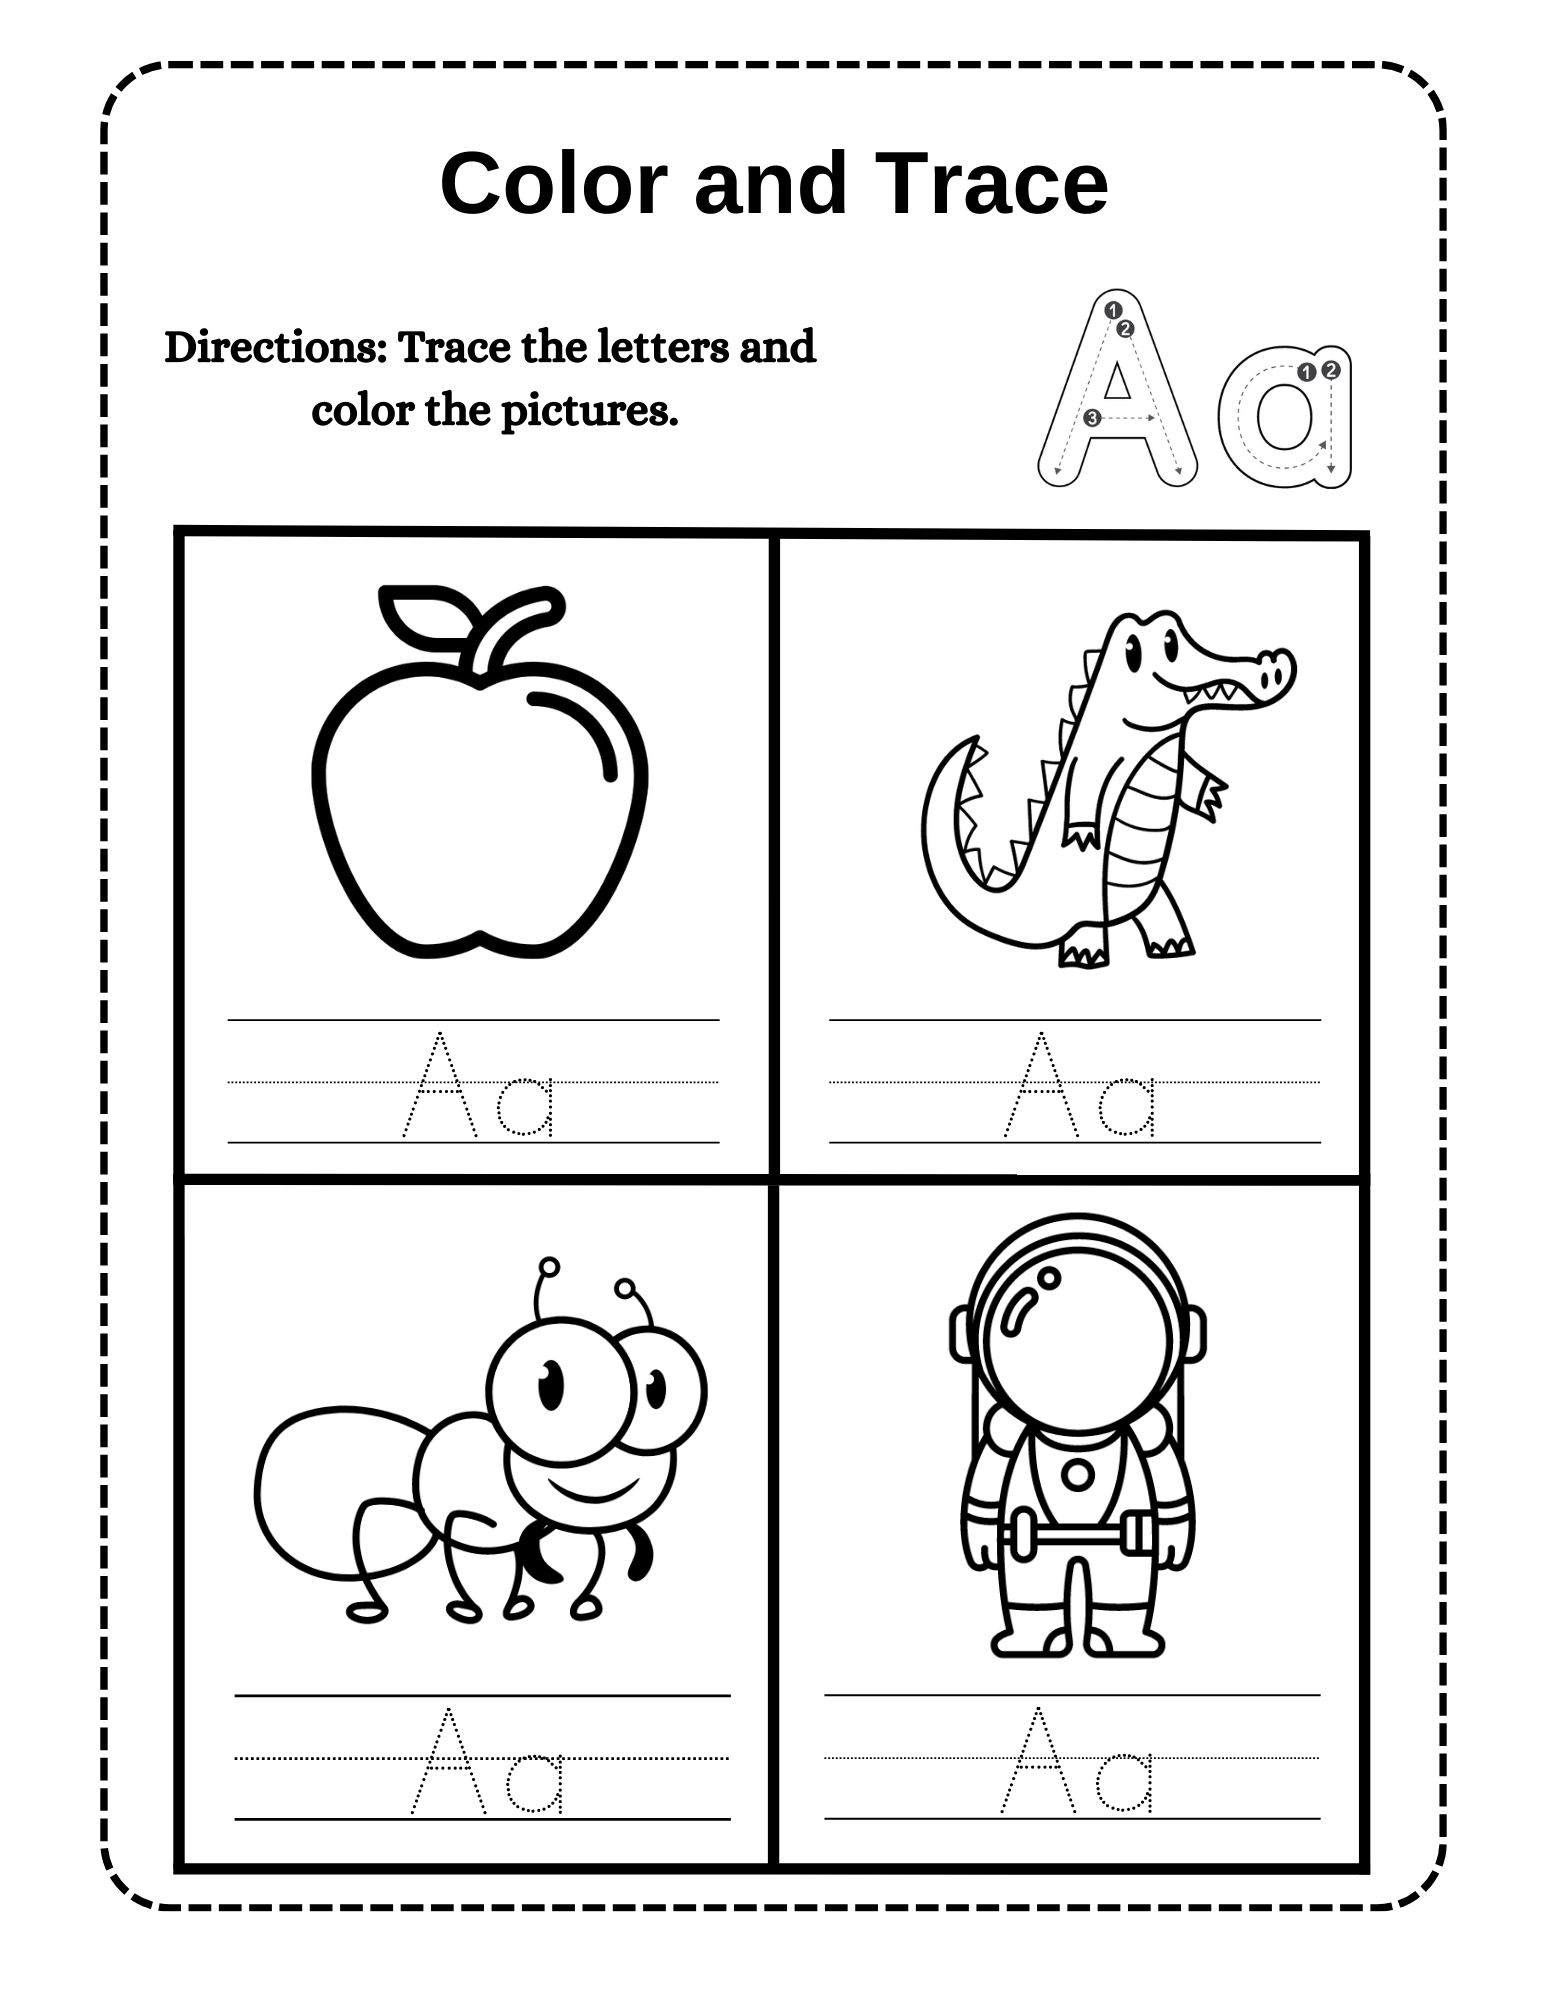 Color and Trace
Directions: Trace the letters and
color the pictures.
1 2 3 1 2
Aa Aa
Aa Aa